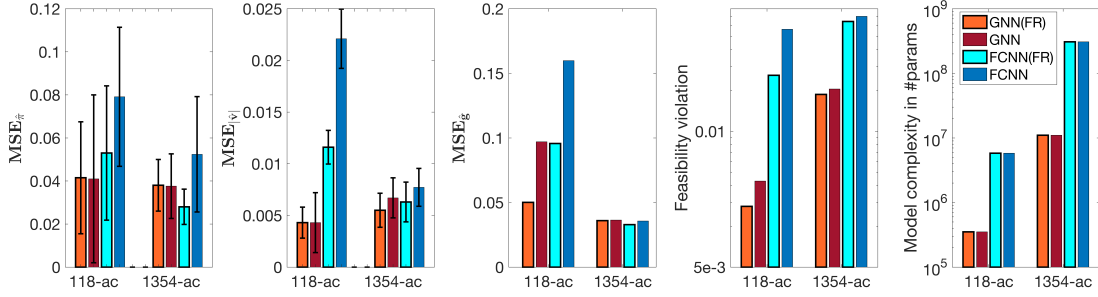 MSE_π̂
0.12
0.1
0.08
0.06
0.04
0.02
0
118-ac
1354-ac
MSE_|v̂|
0.025
0.02
0.015
0.01
0.005
0
118-ac
1354-ac
MSE_ĝ
0.2
0.15
0.1
0.05
0
118-ac
1354-ac
Feasibility violation
0.01
5e-3
118-ac
1354-ac
Model complexity in #params
10⁹
10⁸
10⁷
10⁶
10⁵
GNN(FR)
GNN
FCNN(FR)
FCNN
118-ac
1354-ac